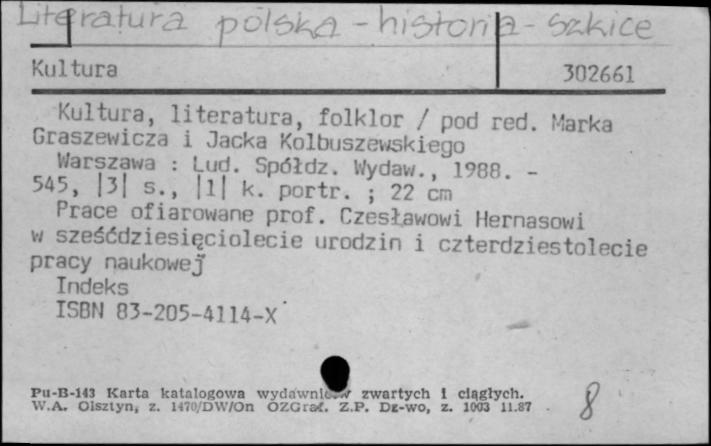 Literatura polska - historia - szkice
Kultura 302661
Kultura, literatura, folklor / pod red. Marka
Graszewicza i Jacka Kolbuszewskiego
Warszawa : Lud. Spółdz. Wydaw., 1988. -
545, |3| s., |1| k. portr. ; 22 cm
Prace ofiarowane prof. Czesławowi Hernasowi
w sześćdziesięciolecie urodzin i czterdziestolecie
pracy naukowej
Indeks
ISBN 83-205-4114-X
Pu-B-143 Karta katalogowa wydawnictw zwartych i ciągłych.
W.A. Olsztyn, z. 1470/DW/On OZGraf. Z.P. Dz-wo, z. 1003 11.87
8